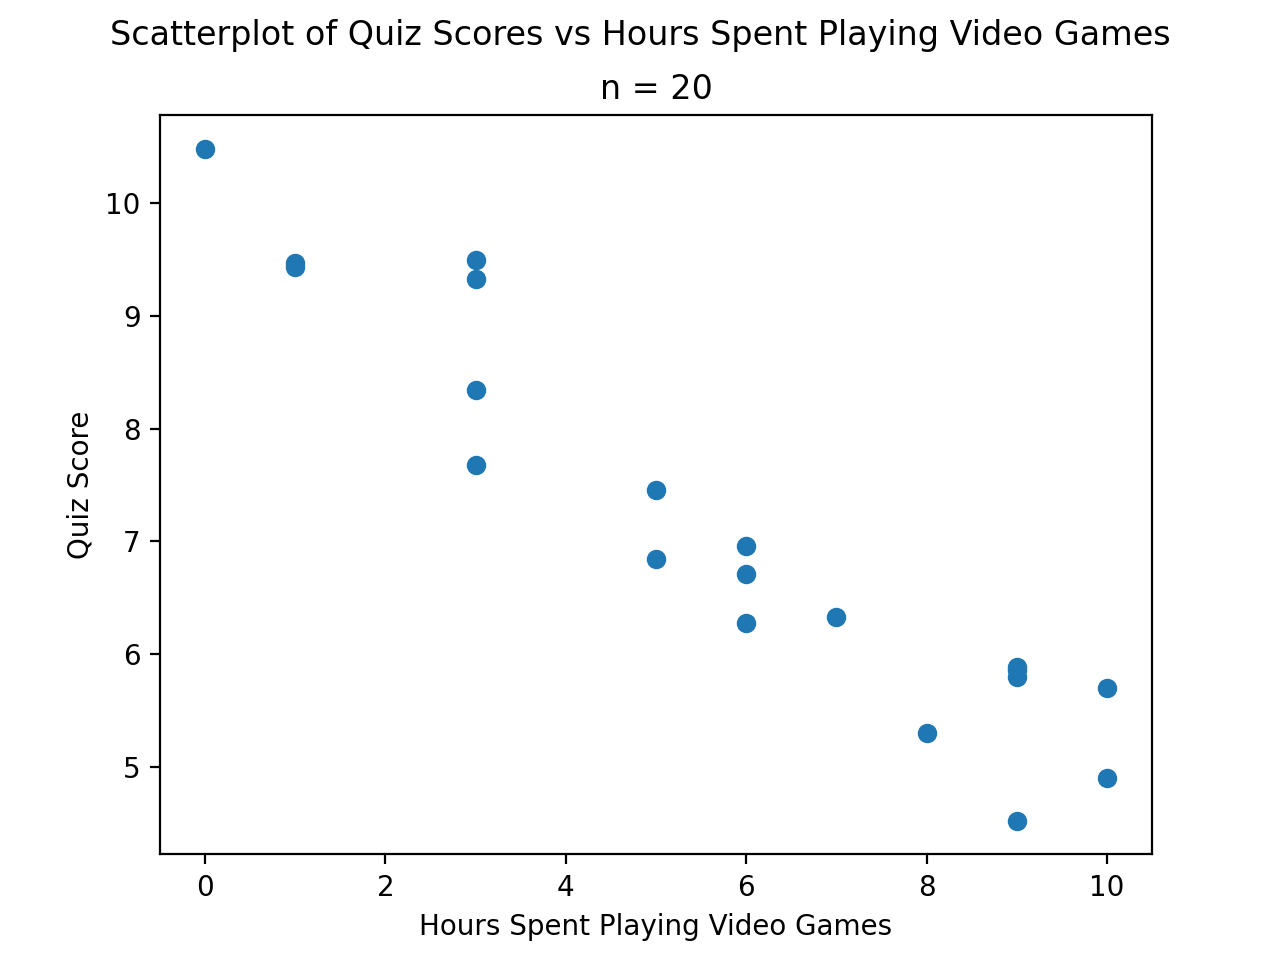 Scatterplot of Quiz Scores vs Hours Spent Playing Video Games
n = 20
10
9
8
7
6
5
Quiz Score
0 2 4 6 8 10
Hours Spent Playing Video Games